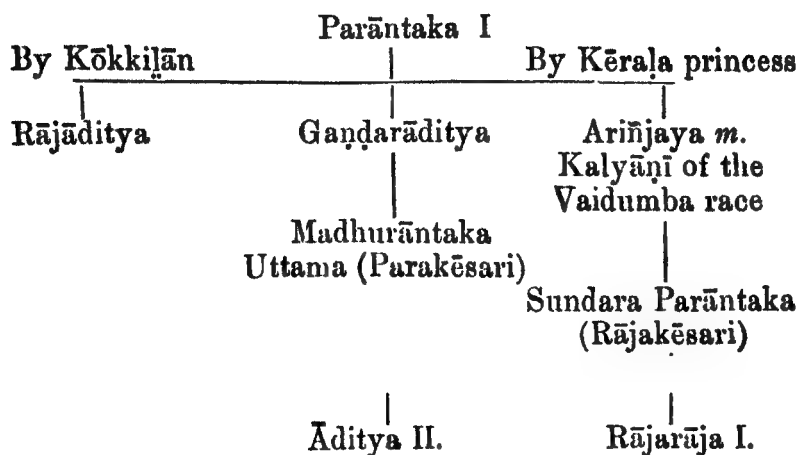 Parāntaka I
By Kōkkiḷān By Kēraḷa princess
Rājāditya Gaṇḍarāditya Ariñjaya m.
Kalyāṇī of the
Vaidumba race
Madhurāntaka
Uttama (Parakēsari)
Sundara Parāntaka
(Rājakēsari)
Āditya II. Rājarāja I.